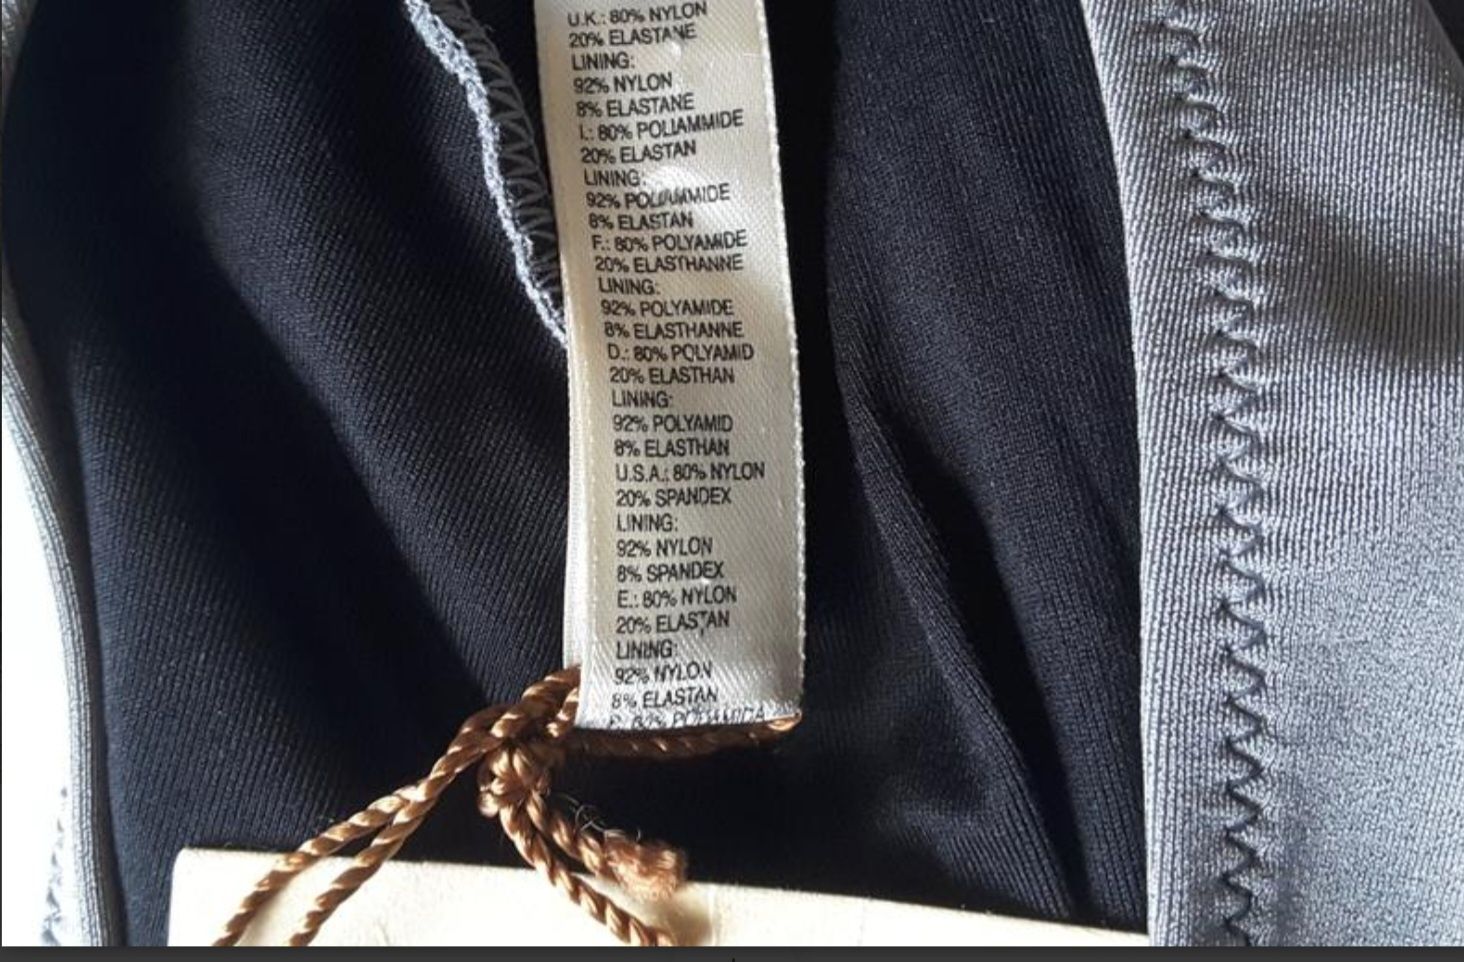 U.K.: 80% NYLON
20% ELASTANE
LINING:
92% NYLON
8% ELASTANE
I.: 80% POLIAMMIDE
20% ELASTAN
LINING:
92% POLIAMMIDE
8% ELASTAN
F.: 80% POLYAMIDE
20% ELASTHANNE
LINING:
92% POLYAMIDE
8% ELASTHANNE
D.: 80% POLYAMID
20% ELASTHAN
LINING:
92% POLYAMID
8% ELASTHAN
U.S.A.: 80% NYLON
20% SPANDEX
LINING:
92% NYLON
8% SPANDEX
E.: 80% NYLON
20% ELASTAN
LINING:
92% NYLON
8% ELASTAN
80%